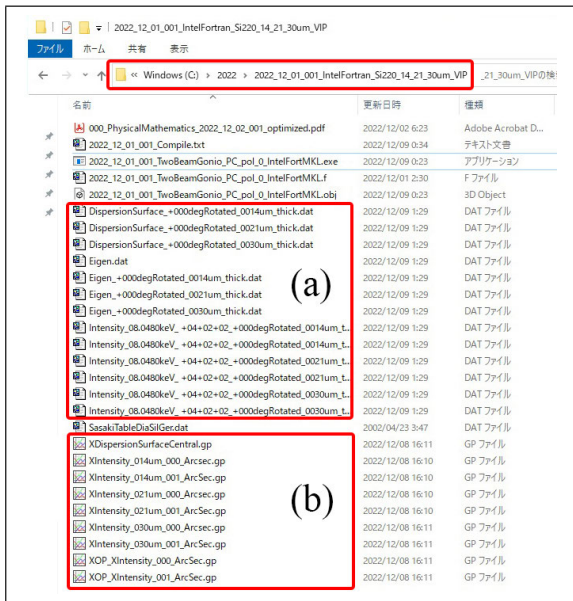 2022_12_01_001_IntelFortran_Si220_14_21_30um_VIP
ファイル ホーム 共有 表示
« Windows (C:) › 2022 › 2022_12_01_001_IntelFortran_Si220_14_21_30um_VIP _21_30um_VIPの検
名前 更新日時 種類
000_PhysicalMathematics_2022_12_02_001_optimized.pdf 2022/12/02 6:23 Adobe Acrobat D...
2022_12_01_001_Compile.txt 2022/12/09 0:34 テキスト文書
2022_12_01_001_TwoBeamGonio_PC_pol_0_IntelFortMKL.exe 2022/12/09 0:23 アプリケーション
2022_12_01_001_TwoBeamGonio_PC_pol_0_IntelFortMKL.f 2022/12/01 2:30 F ファイル
2022_12_01_001_TwoBeamGonio_PC_pol_0_IntelFortMKL.obj 2022/12/09 0:23 3D Object
DispersionSurface_+000degRotated_0014um_thick.dat 2022/12/09 1:29 DAT ファイル
DispersionSurface_+000degRotated_0021um_thick.dat 2022/12/09 1:29 DAT ファイル
DispersionSurface_+000degRotated_0030um_thick.dat 2022/12/09 1:29 DAT ファイル
Eigen.dat 2022/12/09 1:29 DAT ファイル
Eigen_+000degRotated_0014um_thick.dat 2022/12/09 1:29 DAT ファイル
(a)
Eigen_+000degRotated_0021um_thick.dat 2022/12/09 1:29 DAT ファイル
Eigen_+000degRotated_0030um_thick.dat 2022/12/09 1:29 DAT ファイル
Intensity_08.0480keV_ +04+02+02_+000degRotated_0014um_t... 2022/12/09 1:29 DAT ファイル
Intensity_08.0480keV_ +04+02+02_+000degRotated_0014um_t... 2022/12/09 1:29 DAT ファイル
Intensity_08.0480keV_ +04+02+02_+000degRotated_0021um_t... 2022/12/09 1:29 DAT ファイル
Intensity_08.0480keV_ +04+02+02_+000degRotated_0021um_t... 2022/12/09 1:29 DAT ファイル
Intensity_08.0480keV_ +04+02+02_+000degRotated_0030um_t... 2022/12/09 1:29 DAT ファイル
Intensity_08.0480keV_ +04+02+02_+000degRotated_0030um_t... 2022/12/09 1:29 DAT ファイル
SasakiTableDiaSilGer.dat 2002/04/23 3:47 DAT ファイル
XDispersionSurfaceCentral.gp 2022/12/08 16:11 GP ファイル
XIntensity_014um_000_ArcSec.gp 2022/12/08 16:10 GP ファイル
XIntensity_014um_001_ArcSec.gp 2022/12/08 16:10 GP ファイル
XIntensity_021um_000_ArcSec.gp 2022/12/08 16:10 GP ファイル
(b)
XIntensity_021um_001_ArcSec.gp 2022/12/08 16:10 GP ファイル
XIntensity_030um_000_ArcSec.gp 2022/12/08 16:11 GP ファイル
XIntensity_030um_001_ArcSec.gp 2022/12/08 16:11 GP ファイル
XOP_XIntensity_000_ArcSec.gp 2022/12/08 16:11 GP ファイル
XOP_XIntensity_001_ArcSec.gp 2022/12/08 16:11 GP ファイル